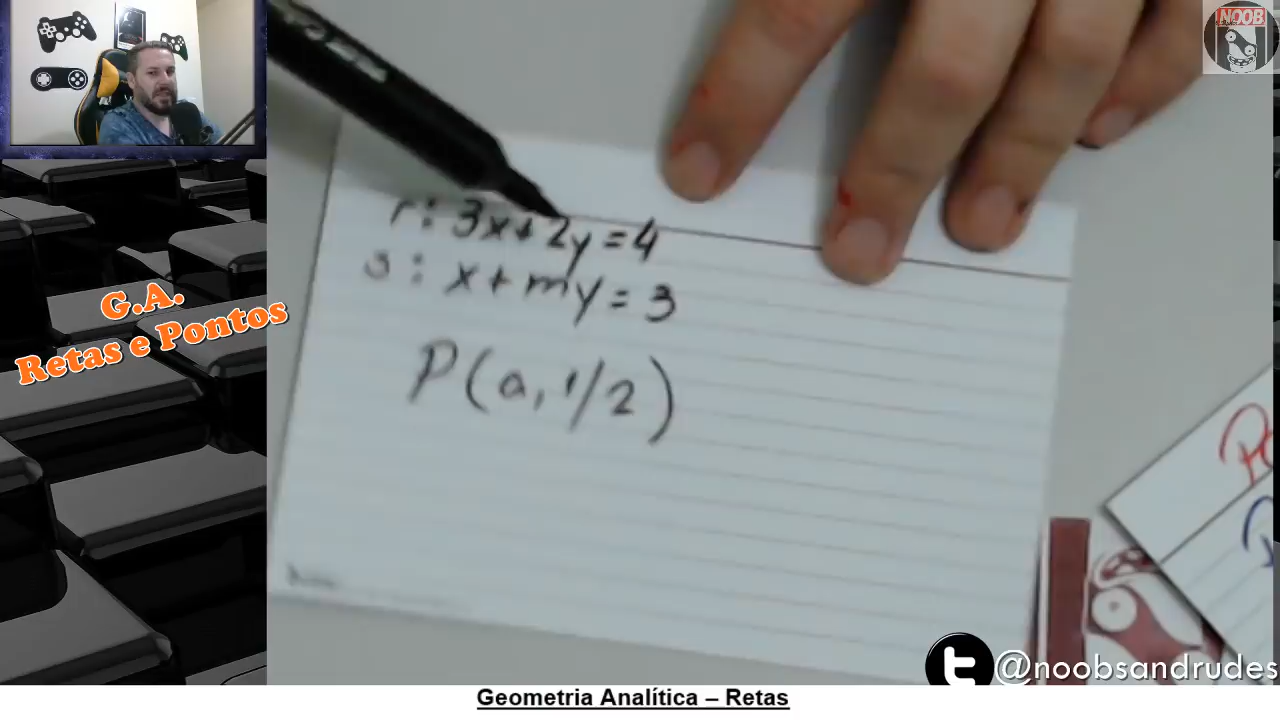 NOOB
r: 3x+2y=4
s: x+my=3
P(a, 1/2)
G.A.
Retas e Pontos
@noobsandrudes
Geometria Analítica – Retas